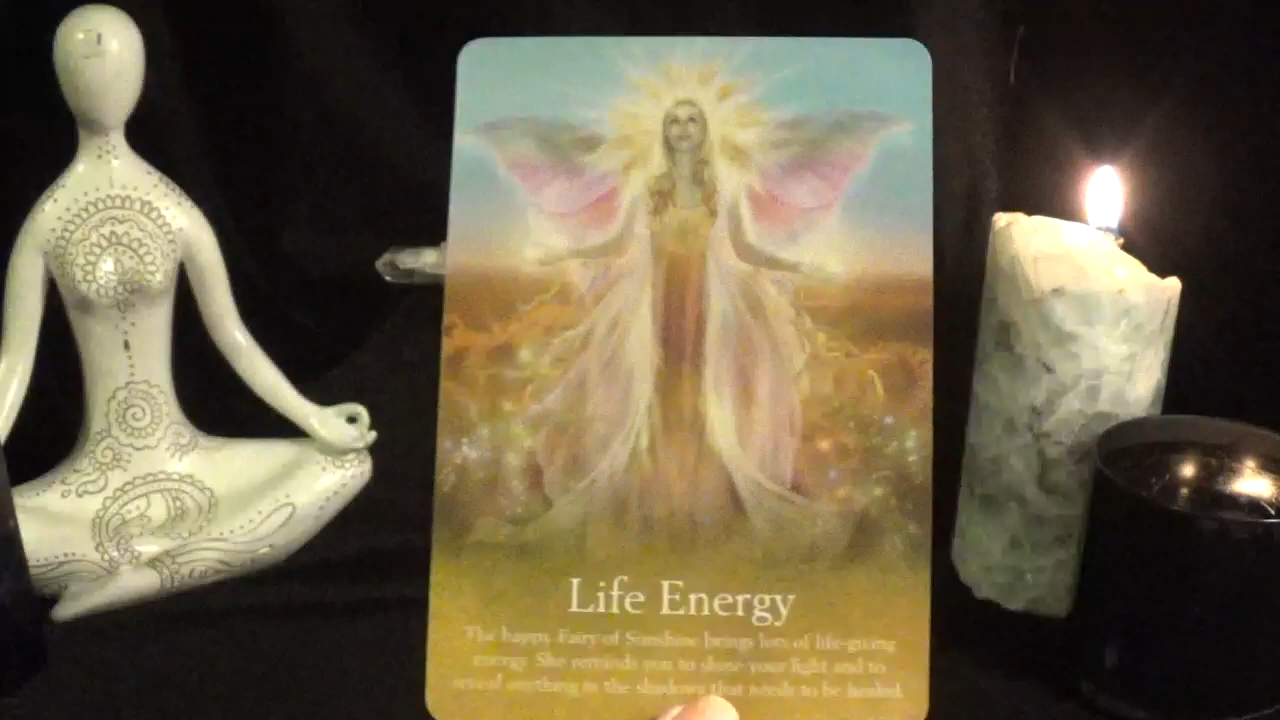 Life Energy
The happy Fairy of Sunshine brings lots of life-giving
energy. She reminds you to shine your light and to
reveal anything in the shadows that needs to be healed.